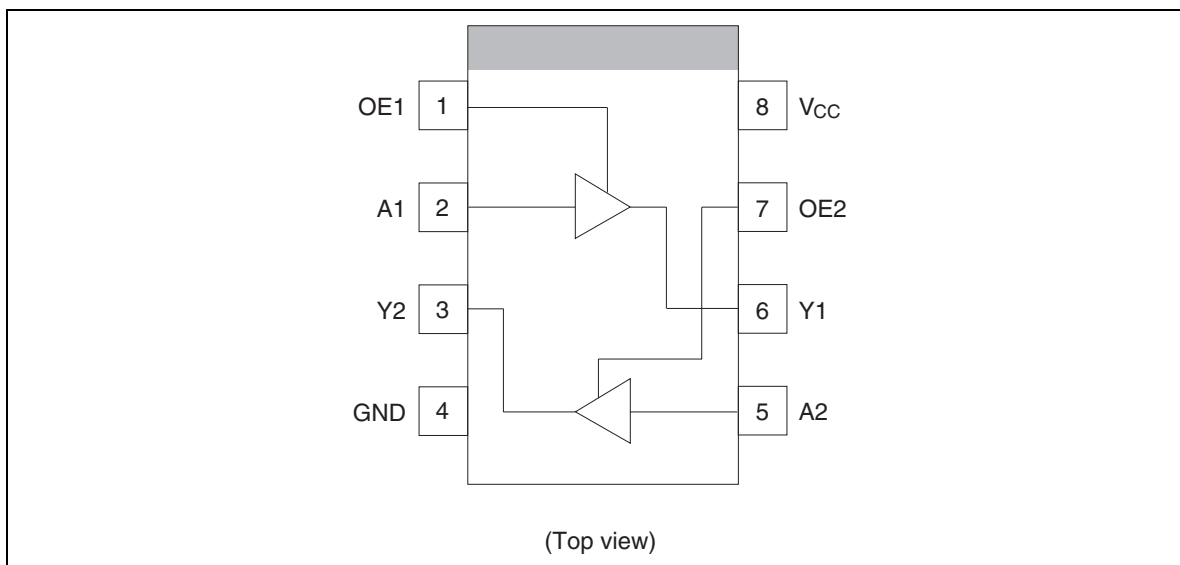 OE1 1 8 VCC
A1 2 7 OE2
Y2 3 6 Y1
GND 4 5 A2
(Top view)